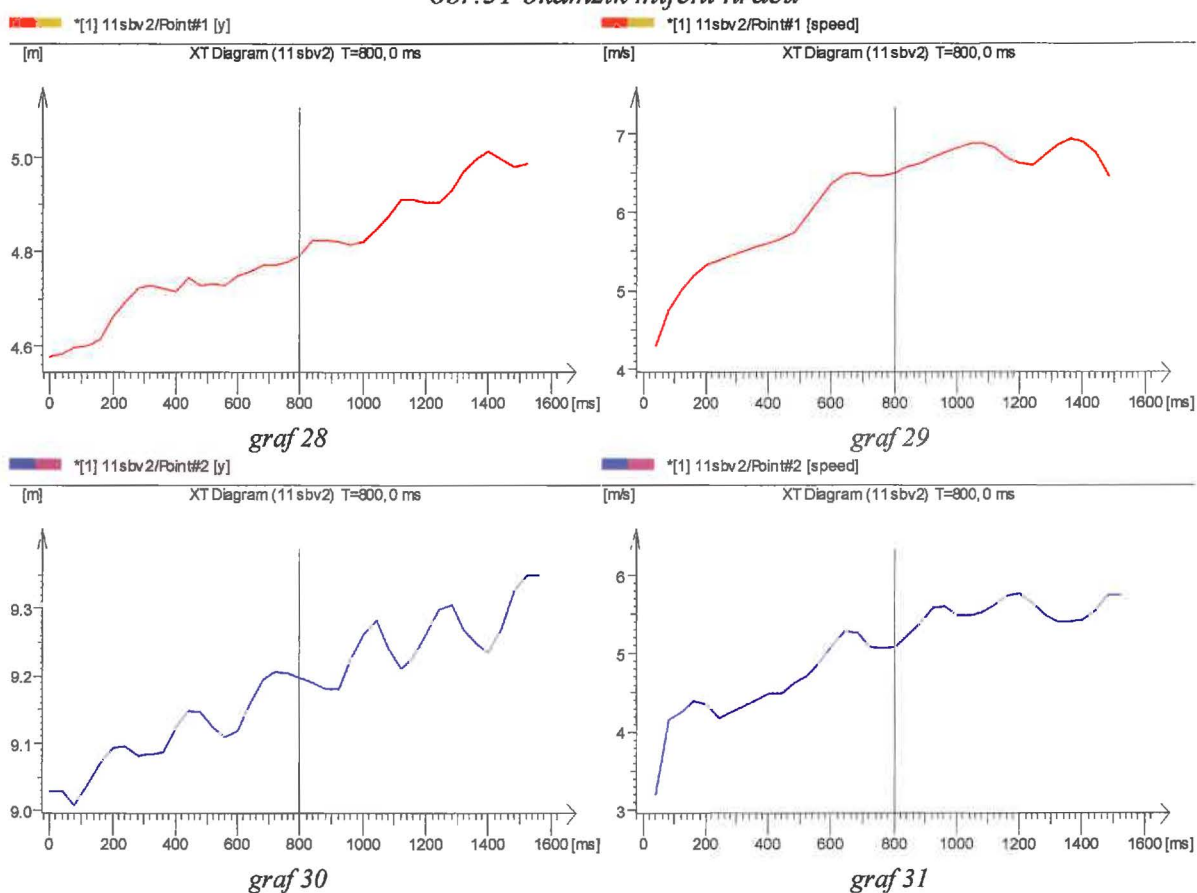 *[1] 11sbv2/Point#1 [y]
[m] XT Diagram (11sbv2) T=800,0 ms
5.0
4.8
4.6
0 200 400 600 800 1000 1200 1400 1600 [ms]
graf 28
*[1] 11sbv2/Point#1 [speed]
[m/s] XT Diagram (11sbv2) T=800,0 ms
7
6
5
4
0 200 400 600 800 1000 1200 1400 1600 [ms]
graf 29
*[1] 11sbv2/Point#2 [y]
[m] XT Diagram (11sbv2) T=800,0 ms
9.3
9.2
9.1
9.0
0 200 400 600 800 1000 1200 1400 1600 [ms]
graf 30
*[1] 11sbv2/Point#2 [speed]
[m/s] XT Diagram (11sbv2) T=800,0 ms
6
5
4
3
0 200 400 600 800 1000 1200 1400 1600 [ms]
graf 31